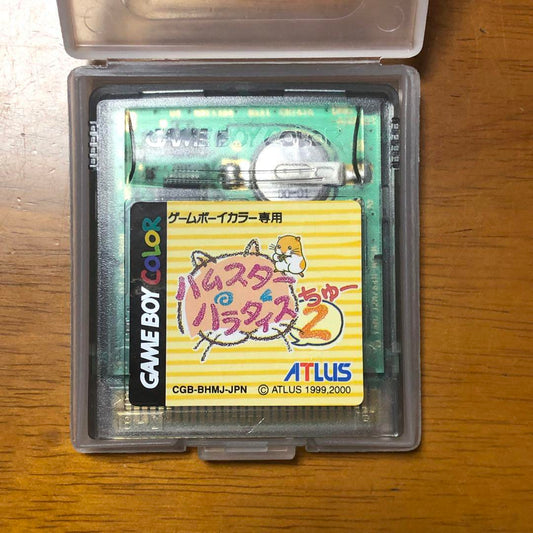 GAME BOY COLOR
GAME BOY COLOR
ゲームボーイカラー専用
ハムスター
パラダイス
ちゅー
2
ATLUS
CGB-BHMJ-JPN
© ATLUS 1999,2000